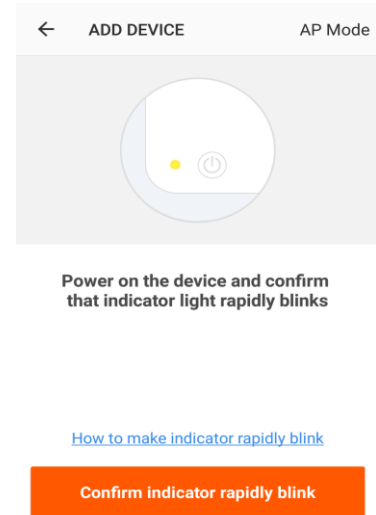 ADD DEVICE AP Mode
Power on the device and confirm
that indicator light rapidly blinks
How to make indicator rapidly blink
Confirm indicator rapidly blink